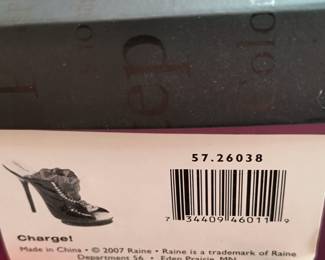 57.26038
7 34409 46011 9
Charge!
Made in China. • © 2007 Raine • Raine is a trademark of Raine
Department 56 • Eden Prairie, MN